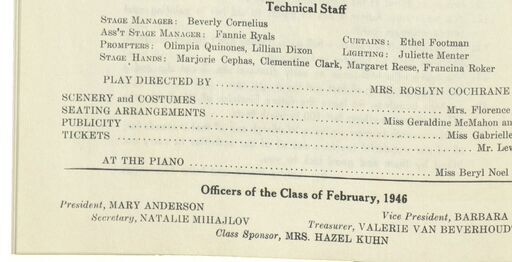 Technical Staff
STAGE MANAGER: Beverly Cornelius
ASS'T STAGE MANAGER: Fannie Ryals
CURTAINS: Ethel Footman
PROMPTERS: Olimpia Quinones, Lillian Dixon
LIGHTING: Juliette Menter
STAGE HANDS: Marjorie Cephas, Clementine Clark, Margaret Reese, Francina Roker
PLAY DIRECTED BY ........ MRS. ROSLYN COCHRANE
SCENERY and COSTUMES ........ Mrs. Florence
SEATING ARRANGEMENTS ........ Miss Geraldine McMahon an
PUBLICITY ........ Miss Gabrielle
TICKETS ........ Mr. Lew
AT THE PIANO ........ Miss Beryl Noel
Officers of the Class of February, 1946
President, MARY ANDERSON
Vice President, BARBARA
Secretary, NATALIE MIHAJLOV
Treasurer, VALERIE VAN BEVERHOUDT
Class Sponsor, MRS. HAZEL KUHN